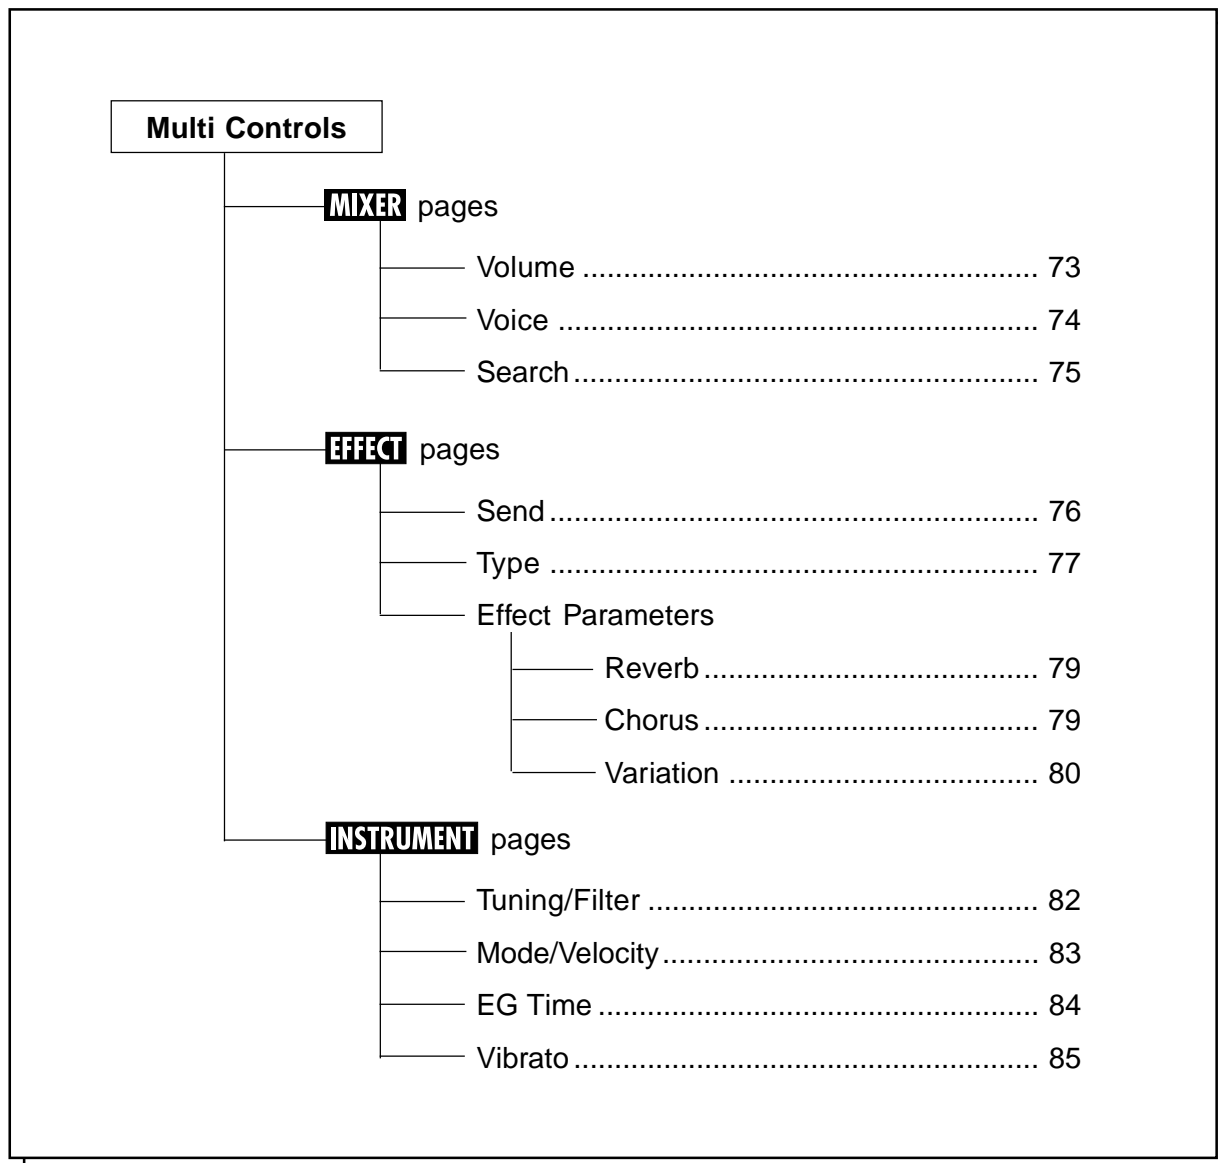 Multi Controls
MIXER pages
Volume ........................................................ 73
Voice ........................................................... 74
Search ......................................................... 75
EFFECT pages
Send ............................................................ 76
Type ............................................................ 77
Effect Parameters
Reverb ......................................... 79
Chorus ......................................... 79
Variation ...................................... 80
INSTRUMENT pages
Tuning/Filter ................................................ 82
Mode/Velocity .............................................. 83
EG Time ...................................................... 84
Vibrato ......................................................... 85